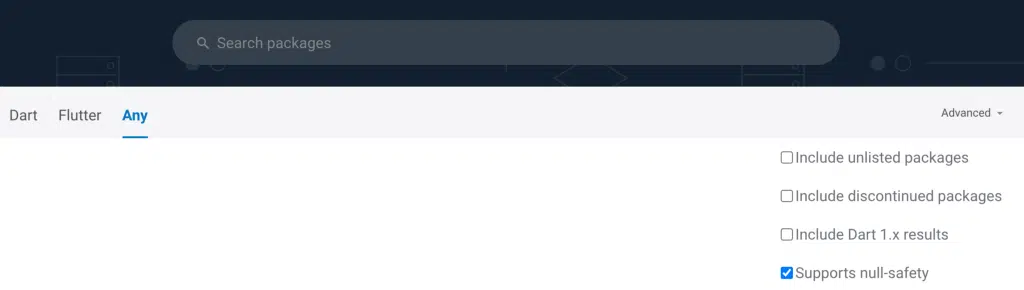 Search packages
Dart Flutter Any Advanced
Include unlisted packages
Include discontinued packages
Include Dart 1.x results
Supports null-safety